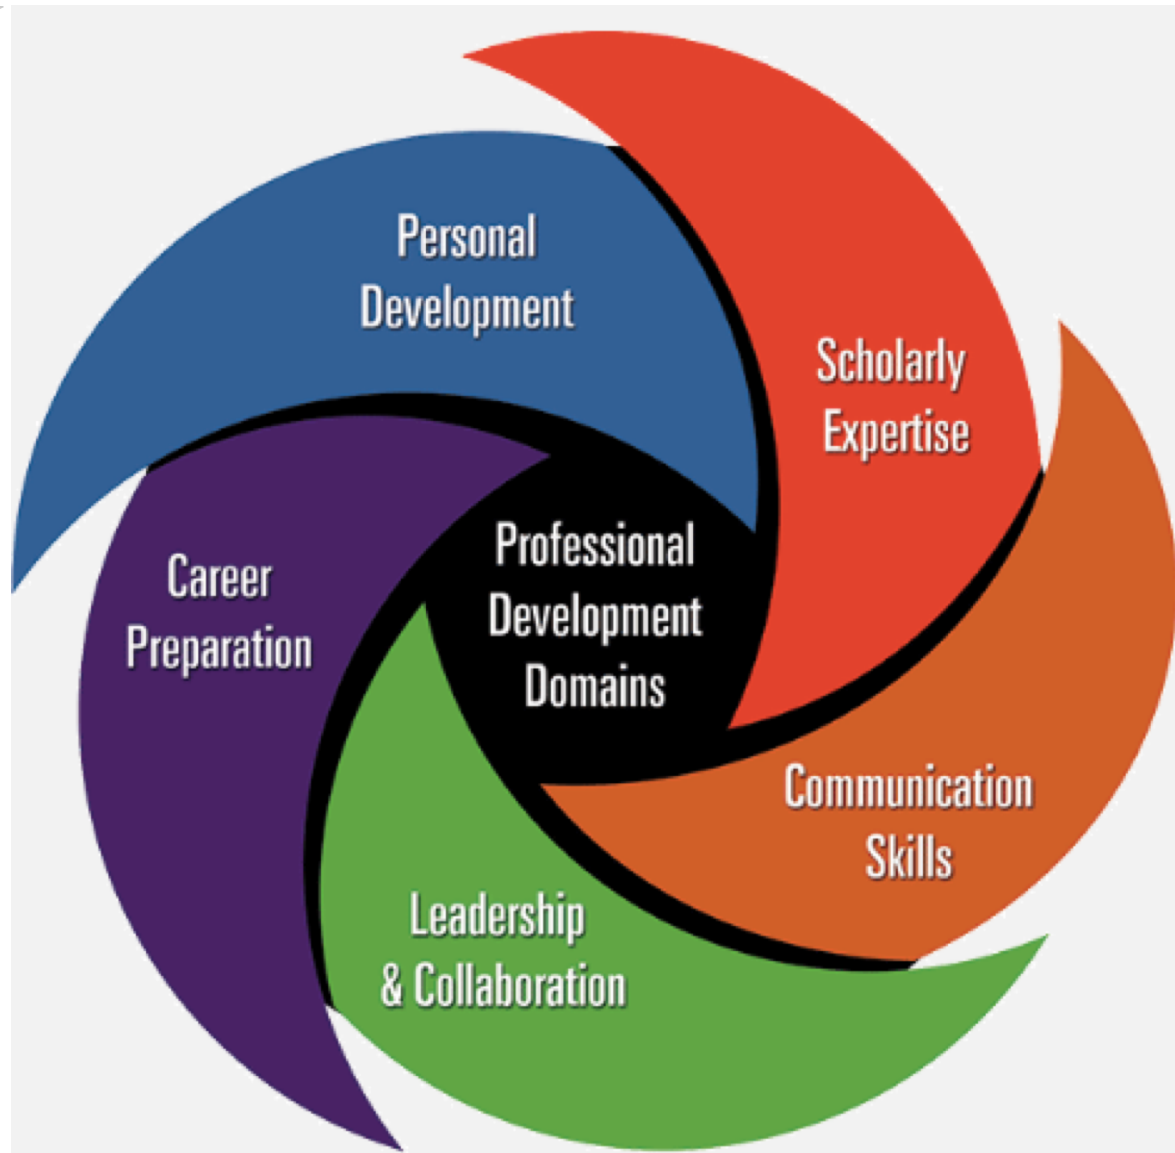 Personal
Development
Scholarly
Expertise
Career
Preparation
Professional
Development
Domains
Communication
Skills
Leadership
& Collaboration